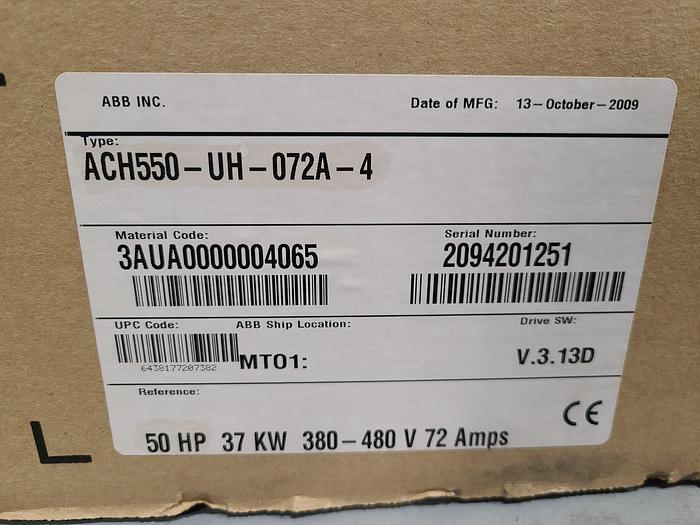 ABB INC. Date of MFG: 13-October-2009
Type:
ACH550-UH-072A-4
Material Code: Serial Number:
3AUA0000004065 2094201251
UPC Code: ABB Ship Location: Drive SW:
MT01: V.3.13D
6438177207382
Reference:
50 HP 37 KW 380-480 V 72 Amps
CE
L